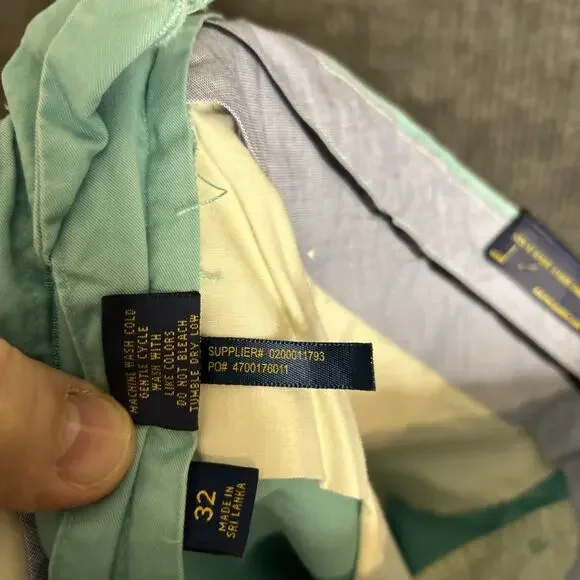 MACHINE WASH COLD
GENTLE CYCLE
WASH WITH
LIKE COLORS
DO NOT BLEACH
TUMBLE DRY LOW
SUPPLIER# 0200011793
PO# 4700176011
32
MADE IN
SRI LANKA